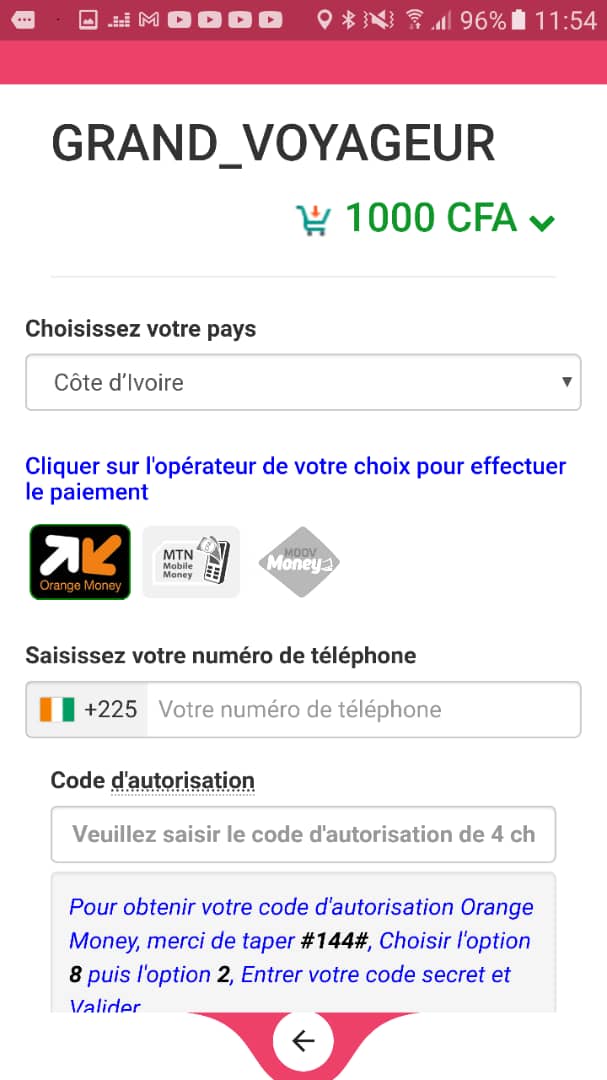 96% 11:54
GRAND_VOYAGEUR
1000 CFA
Choisissez votre pays
Côte d’Ivoire
Cliquer sur l'opérateur de votre choix pour effectuer
le paiement
Orange Money
MTN
Mobile
Money
MOOV
Money
Saisissez votre numéro de téléphone
+225 Votre numéro de téléphone
Code d'autorisation
Veuillez saisir le code d'autorisation de 4 ch
Pour obtenir votre code d'autorisation Orange
Money, merci de taper #144#, Choisir l'option
8 puis l'option 2, Entrer votre code secret et
Valider